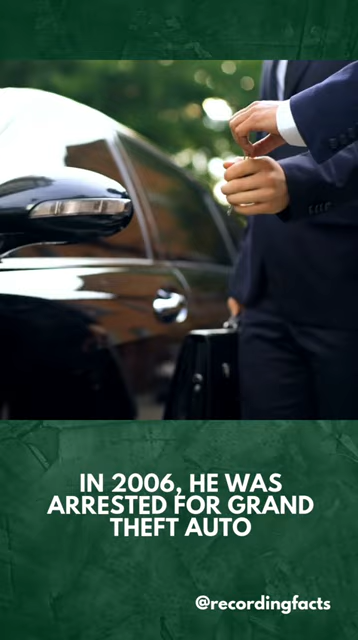 IN 2006, HE WAS
ARRESTED FOR GRAND
THEFT AUTO
@recordingfacts